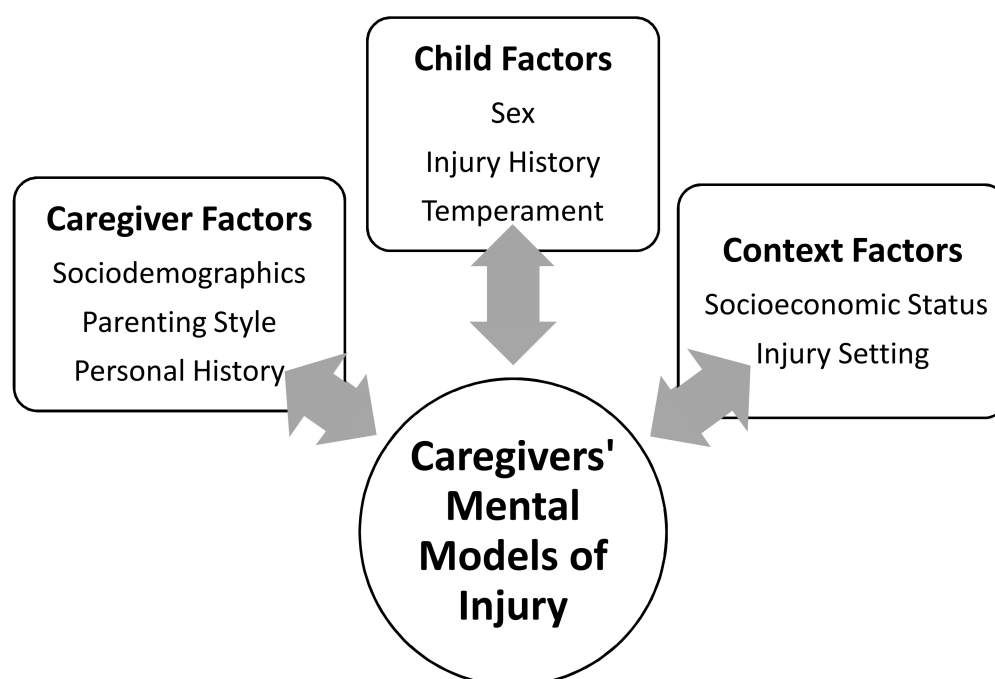 Child Factors
Sex
Injury History
Temperament
Caregiver Factors
Sociodemographics
Parenting Style
Personal History
Context Factors
Socioeconomic Status
Injury Setting
Caregivers'
Mental
Models of
Injury